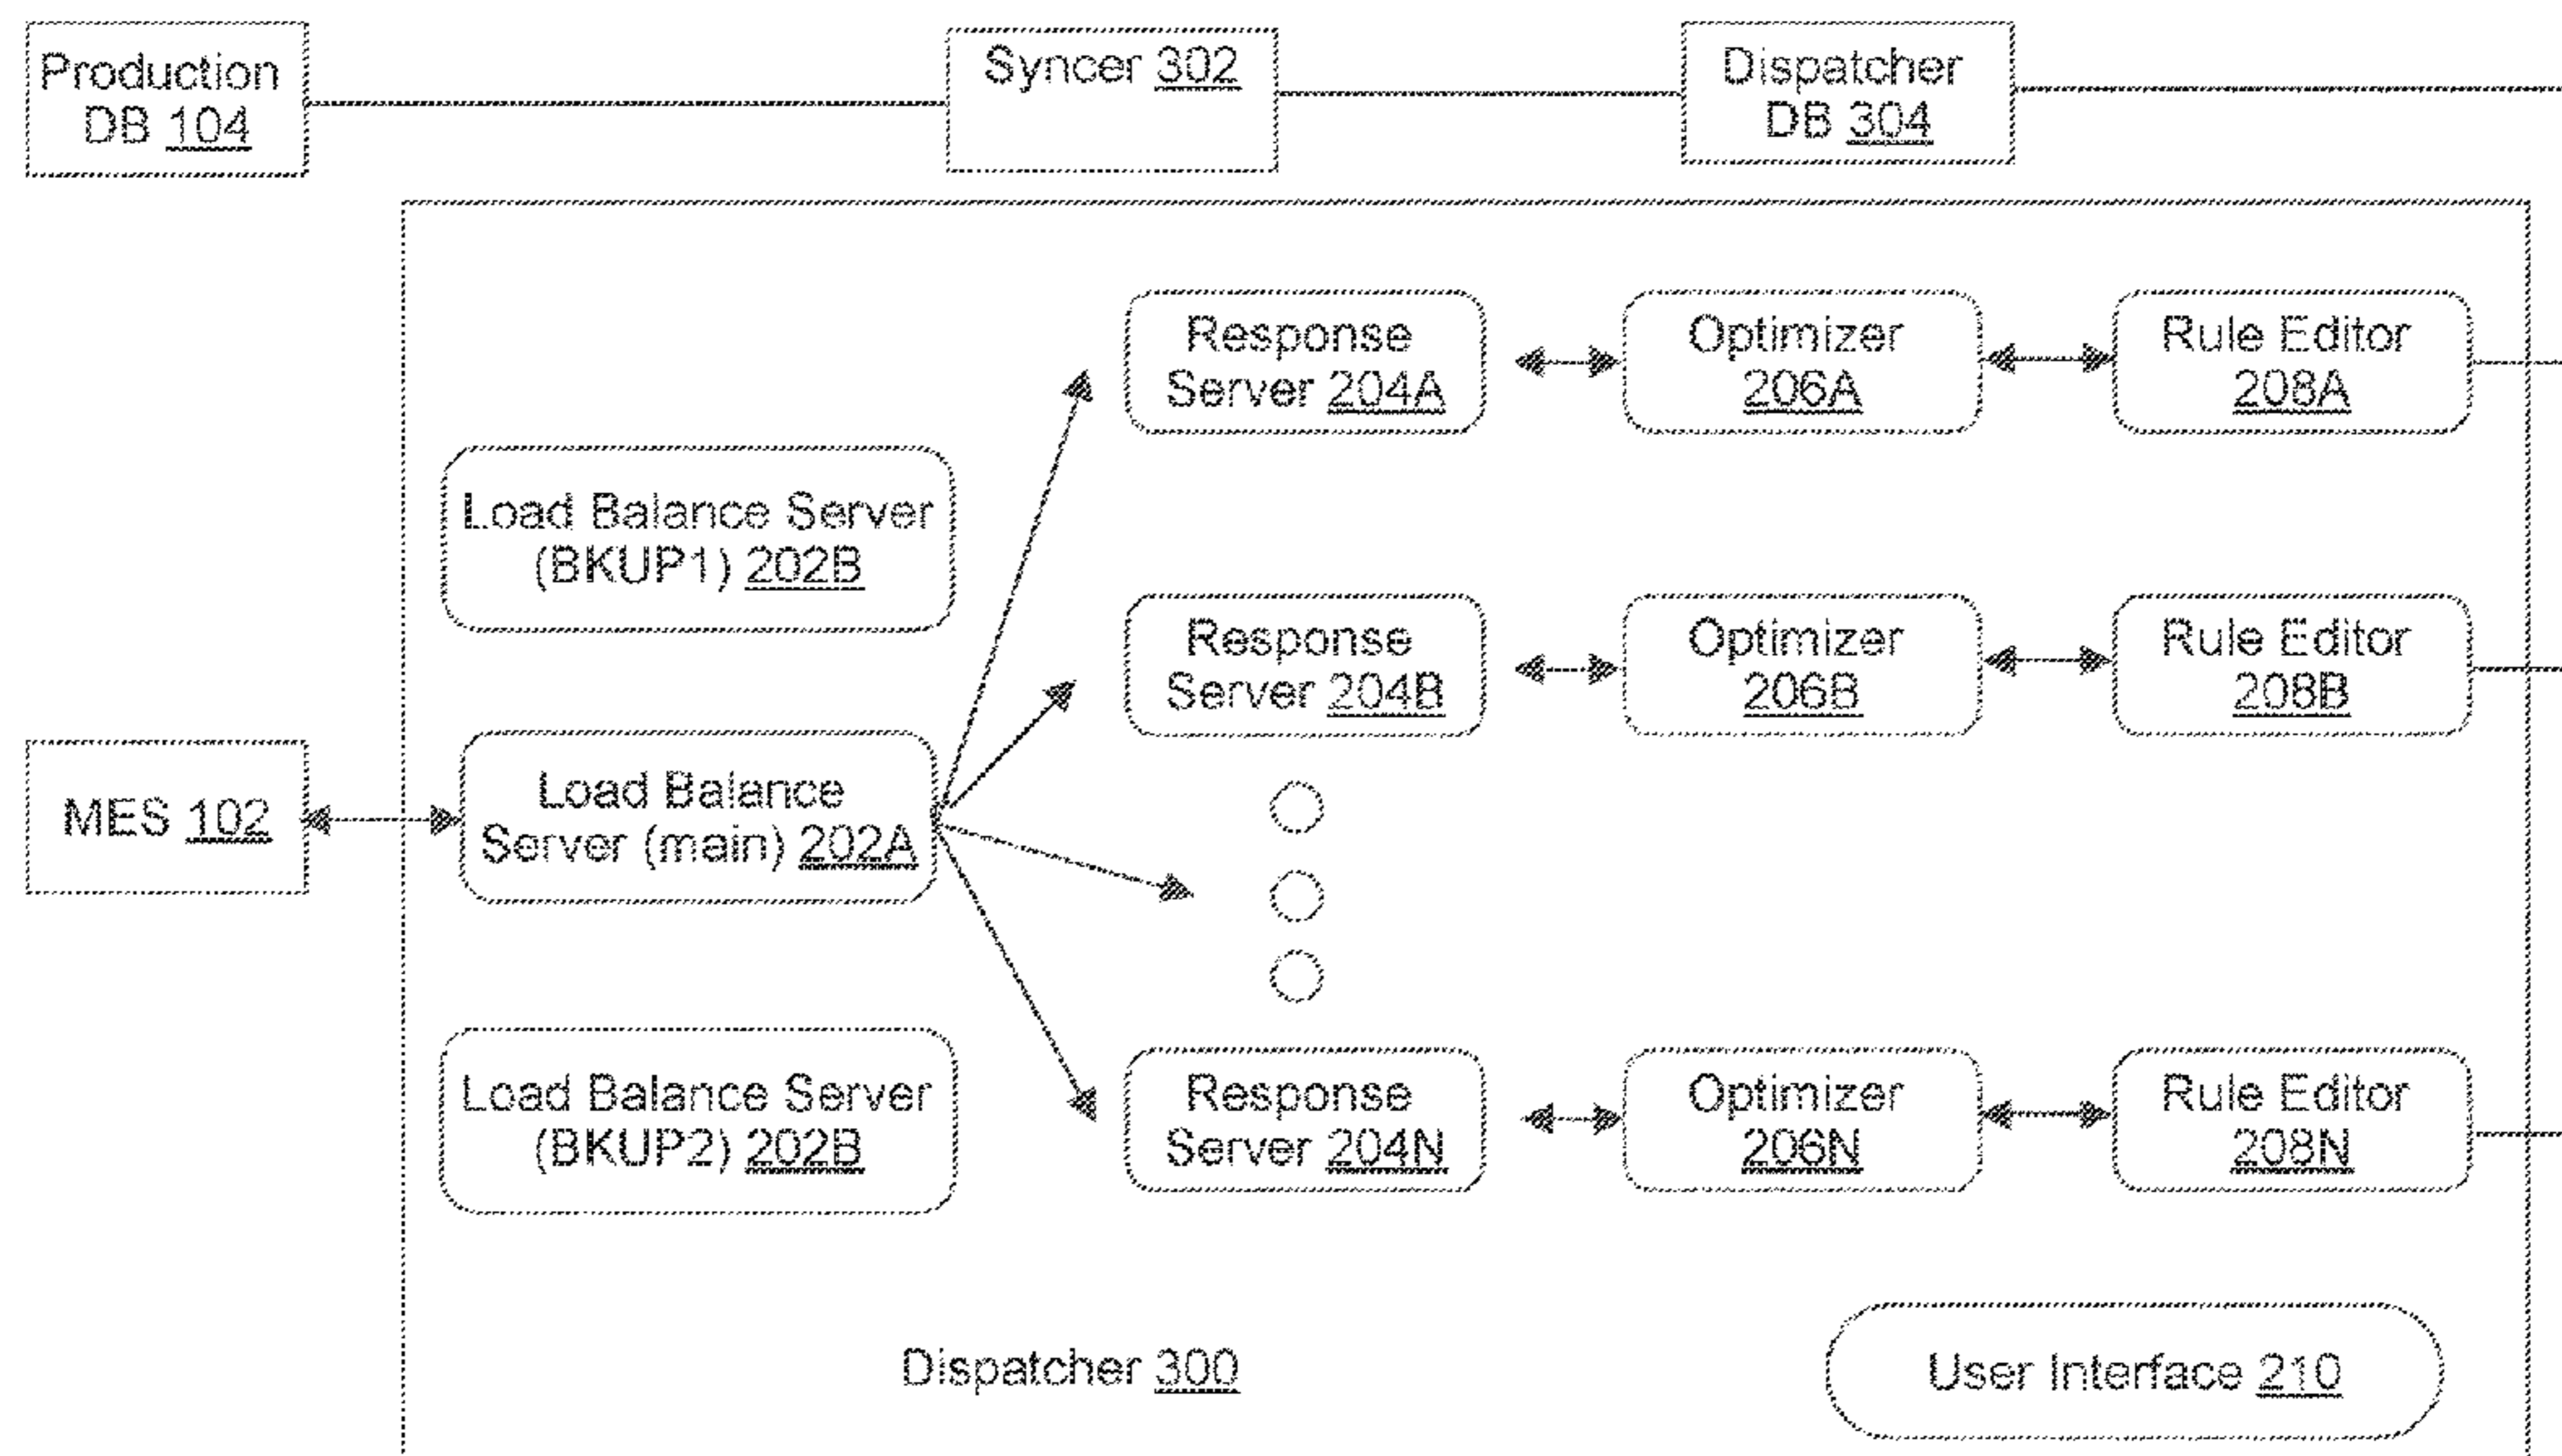 Production
DB 104
Syncer 302
Dispatcher
DB 304
Response
Server 204A
Optimizer
206A
Rule Editor
208A
Load Balance Server
(BKUP1) 202B
Response
Server 204B
Optimizer
206B
Rule Editor
208B
MES 102
Load Balance
Server (main) 202A
Load Balance Server
(BKUP2) 202B
Response
Server 204N
Optimizer
206N
Rule Editor
208N
Dispatcher 300
User Interface 210